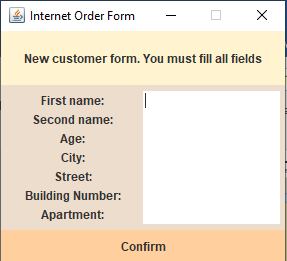 Internet Order Form
New customer form. You must fill all fields
First name:
Second name:
Age:
City:
Street:
Building Number:
Apartment:
Confirm